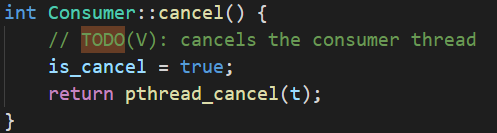 int Consumer::cancel() {
    // TODO(V): cancels the consumer thread
    is_cancel = true;
    return pthread_cancel(t);
}